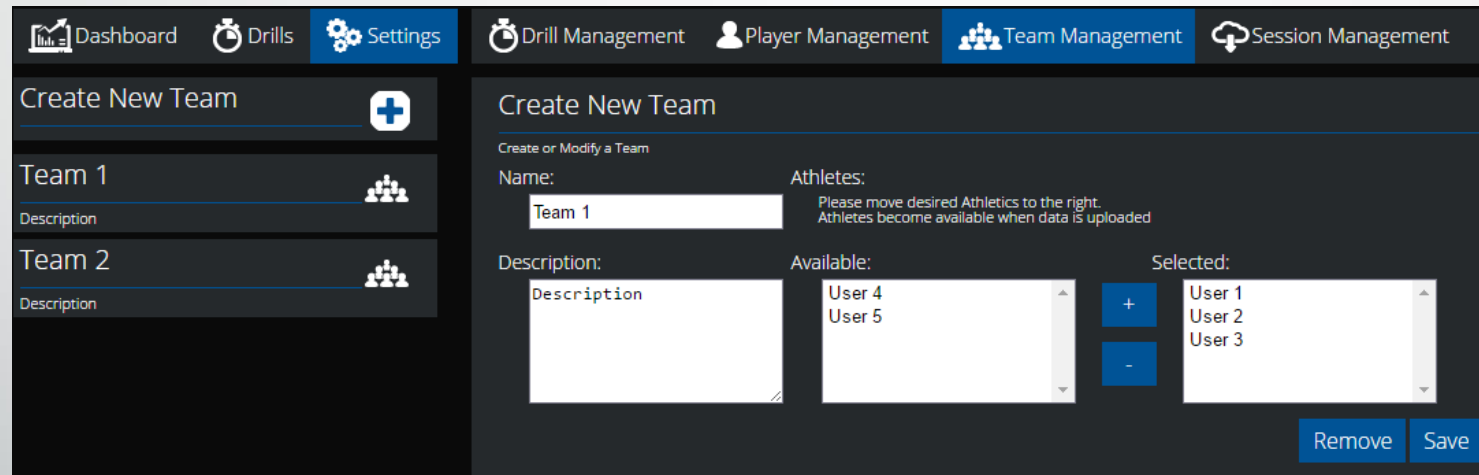 Dashboard Drills Settings Drill Management Player Management Team Management Session Management
Create New Team
Team 1
Description
Team 2
Description
Create New Team
Create or Modify a Team
Name: Athletes:
Team 1
Please move desired Athletics to the right.
Athletes become available when data is uploaded
Description: Available: Selected:
Description
User 4
User 5
+
-
User 1
User 2
User 3
Remove Save